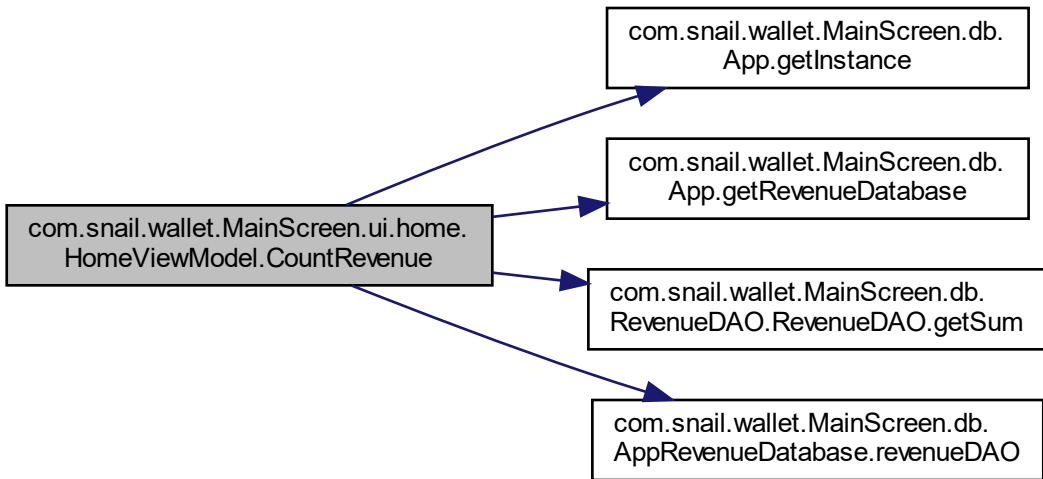 com.snail.wallet.MainScreen.db.
App.getInstance
com.snail.wallet.MainScreen.db.
App.getRevenueDatabase
com.snail.wallet.MainScreen.ui.home.
HomeViewModel.CountRevenue
com.snail.wallet.MainScreen.db.
RevenueDAO.RevenueDAO.getSum
com.snail.wallet.MainScreen.db.
AppRevenueDatabase.revenueDAO